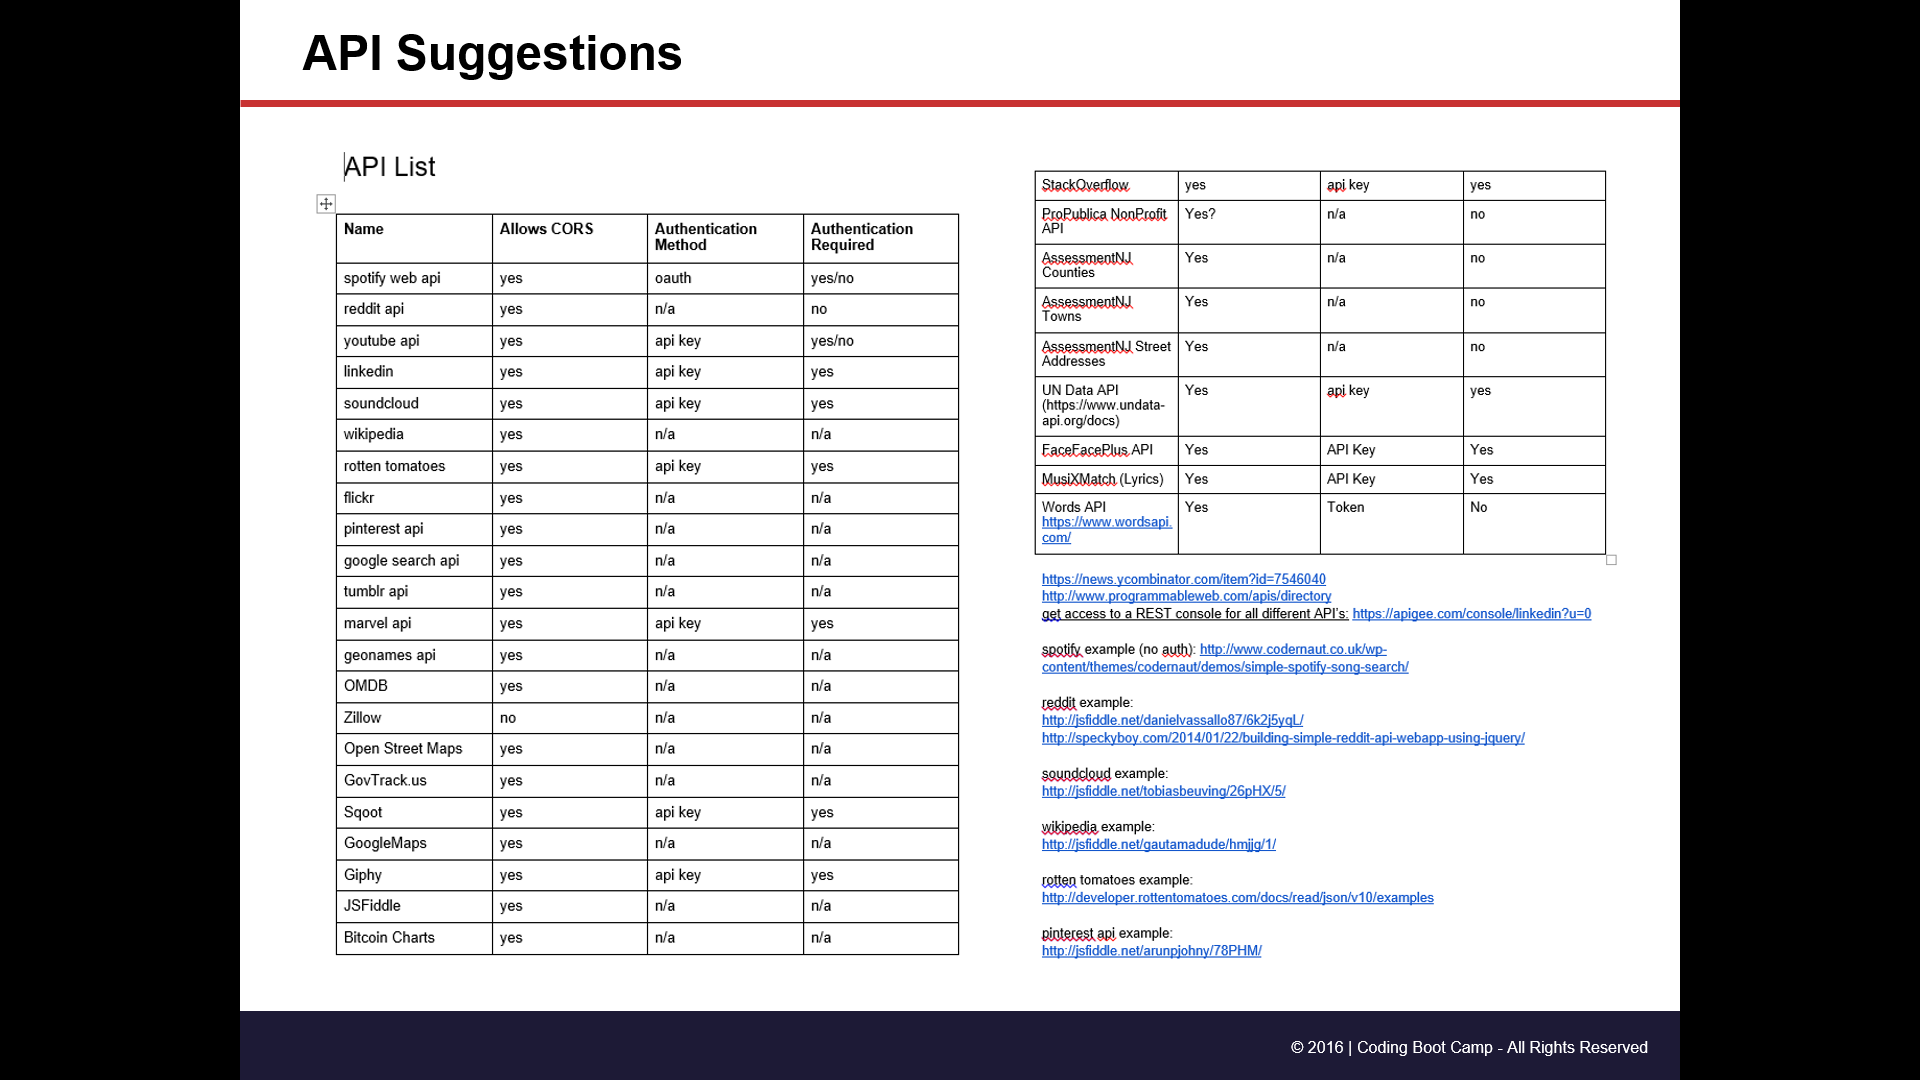 API Suggestions
API List
Name Allows CORS Authentication Method Authentication Required
spotify web api yes oauth yes/no
reddit api yes n/a no
youtube api yes api key yes/no
linkedin yes api key yes
soundcloud yes api key yes
wikipedia yes n/a n/a
rotten tomatoes yes api key yes
flickr yes n/a n/a
pinterest api yes n/a n/a
google search api yes n/a n/a
tumblr api yes n/a n/a
marvel api yes api key yes
geonames api yes n/a n/a
OMDB yes n/a n/a
Zillow no n/a n/a
Open Street Maps yes n/a n/a
GovTrack.us yes n/a n/a
Sqoot yes api key yes
GoogleMaps yes n/a n/a
Giphy yes api key yes
JSFiddle yes n/a n/a
Bitcoin Charts yes n/a n/a
StackOverflow yes api key yes
ProPublica NonProfit API Yes? n/a no
AssessmentNJ Counties Yes n/a no
AssessmentNJ Towns Yes n/a no
AssessmentNJ Street Addresses Yes n/a no
UN Data API (https://www.undata-api.org/docs) Yes api key yes
FaceFacePlus API Yes API Key Yes
MusiXMatch (Lyrics) Yes API Key Yes
Words API https://www.wordsapi.com/ Yes Token No
https://news.ycombinator.com/item?id=7546040
http://www.programmableweb.com/apis/directory
get access to a REST console for all different API's: https://apigee.com/console/linkedin?u=0
spotify example (no auth): http://www.codernaut.co.uk/wp-
content/themes/codernaut/demos/simple-spotify-song-search/
reddit example:
http://jsfiddle.net/danielvassallo87/6k2j5yqL/
http://speckyboy.com/2014/01/22/building-simple-reddit-api-webapp-using-jquery/
soundcloud example:
http://jsfiddle.net/tobiasbeuving/26pHX/5/
wikipedia example:
http://jsfiddle.net/gautamadude/hmjjg/1/
rotten tomatoes example:
http://developer.rottentomatoes.com/docs/read/json/v10/examples
pinterest api example:
http://jsfiddle.net/arunpjohny/78PHM/
© 2016 | Coding Boot Camp - All Rights Reserved